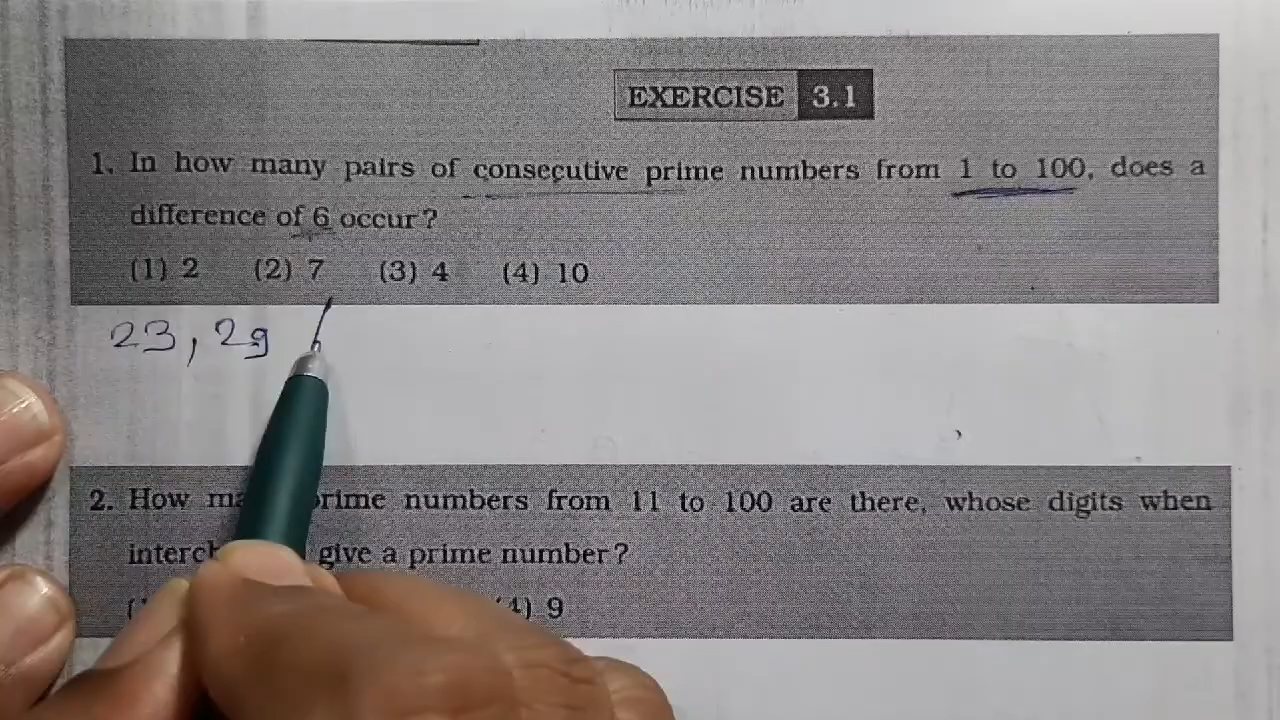 EXERCISE 3.1
1. In how many pairs of consecutive prime numbers from 1 to 100, does a
difference of 6 occur?
(1) 2 (2) 7 (3) 4 (4) 10
23, 29
2. How prime numbers from 11 to 100 are there, whose digits when
give a prime number?
9